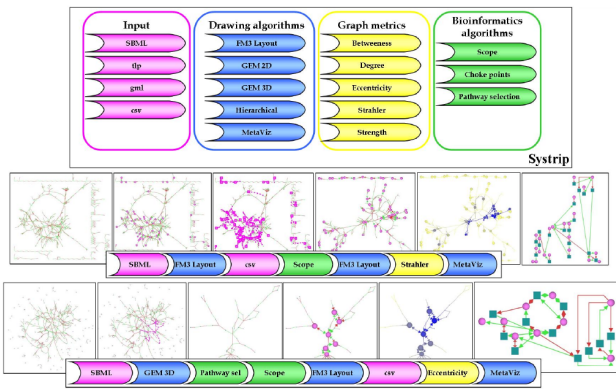 Input
SBML
tlp
gml
csv
Drawing algorithms
FM3 Layout
GEM 2D
GEM 3D
Hierarchical
MetaViz
Graph metrics
Betweeness
Degree
Eccentricity
Strahler
Strength
Bioinformatics
algorithms
Scope
Choke points
Pathway selection
Systrip
SBML FM3 Layout csv Scope FM3 Layout Strahler MetaViz
SBML GEM 3D Pathway sel Scope FM3 Layout csv Eccentricity MetaViz